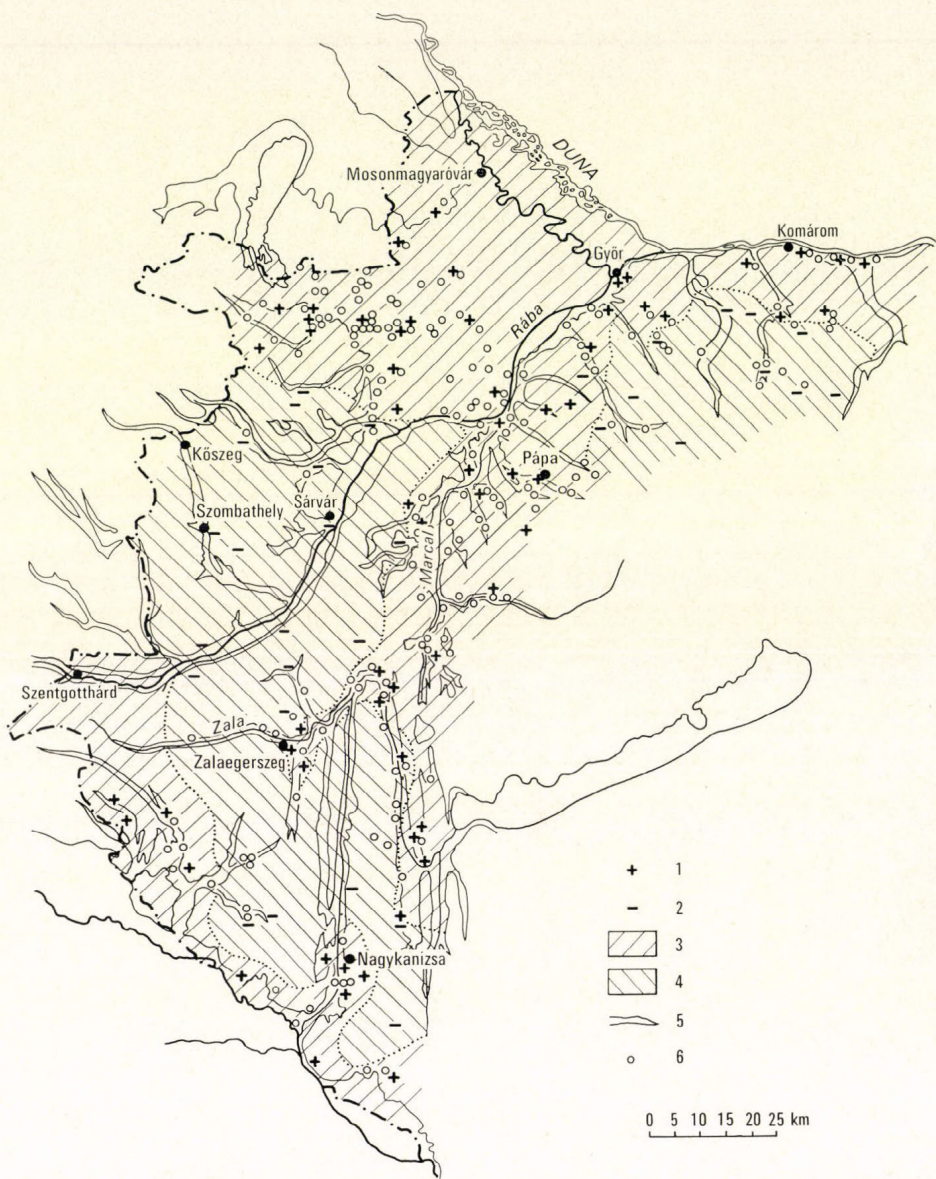 DUNA
Mosonmagyaróvár
Komárom
Győr
Rába
Kőszeg
Pápa
Sárvár
Szombathely
Marcal
Szentgotthárd
Zala
Zalaegerszeg
Nagykanizsa
+ 1
– 2
3
4
5
6
0 5 10 15 20 25 km